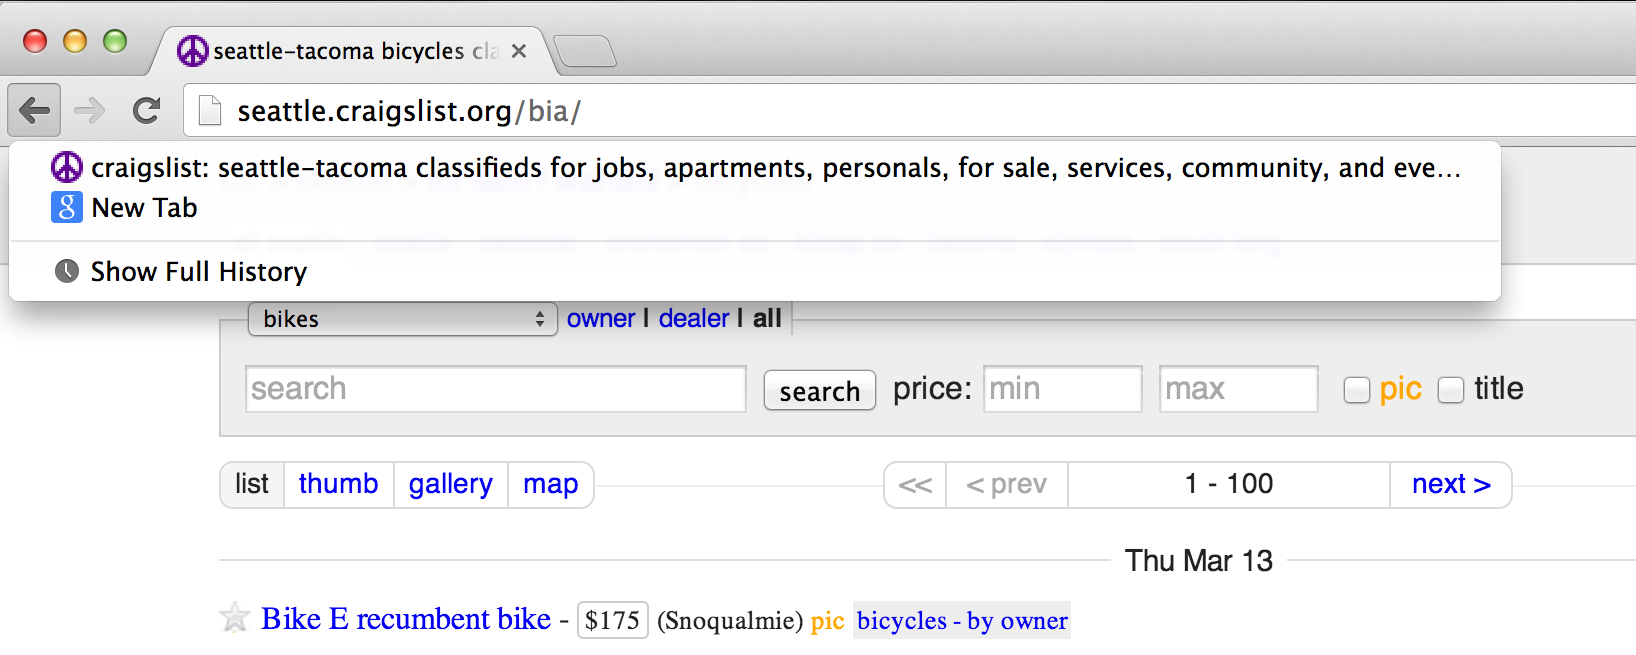 seattle-tacoma bicycles cla
seattle.craigslist.org/bia/
craigslist: seattle-tacoma classifieds for jobs, apartments, personals, for sale, services, community, and eve...
New Tab
Show Full History
bikes owner | dealer | all
search search price: min max pic title
list thumb gallery map << < prev 1 - 100 next >
Thu Mar 13
Bike E recumbent bike - $175 (Snoqualmie) pic bicycles - by owner